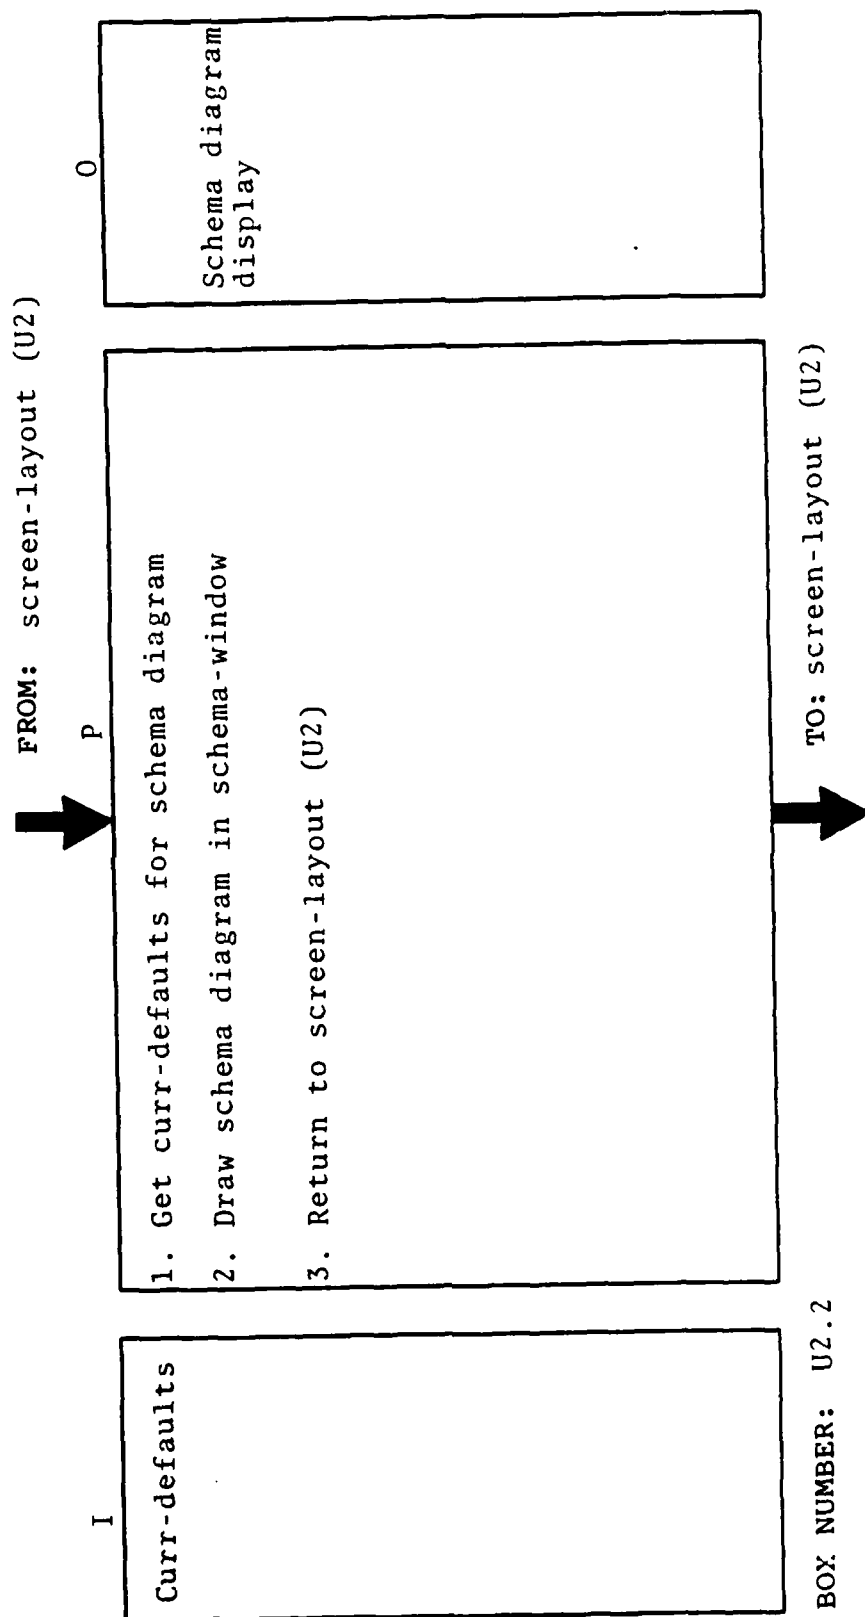 FROM: screen-layout (U2)
I
P
O
Curr-defaults
1. Get curr-defaults for schema diagram
2. Draw schema diagram in schema-window
3. Return to screen-layout (U2)
Schema diagram
display
BOX NUMBER: U2.2
TO: screen-layout (U2)